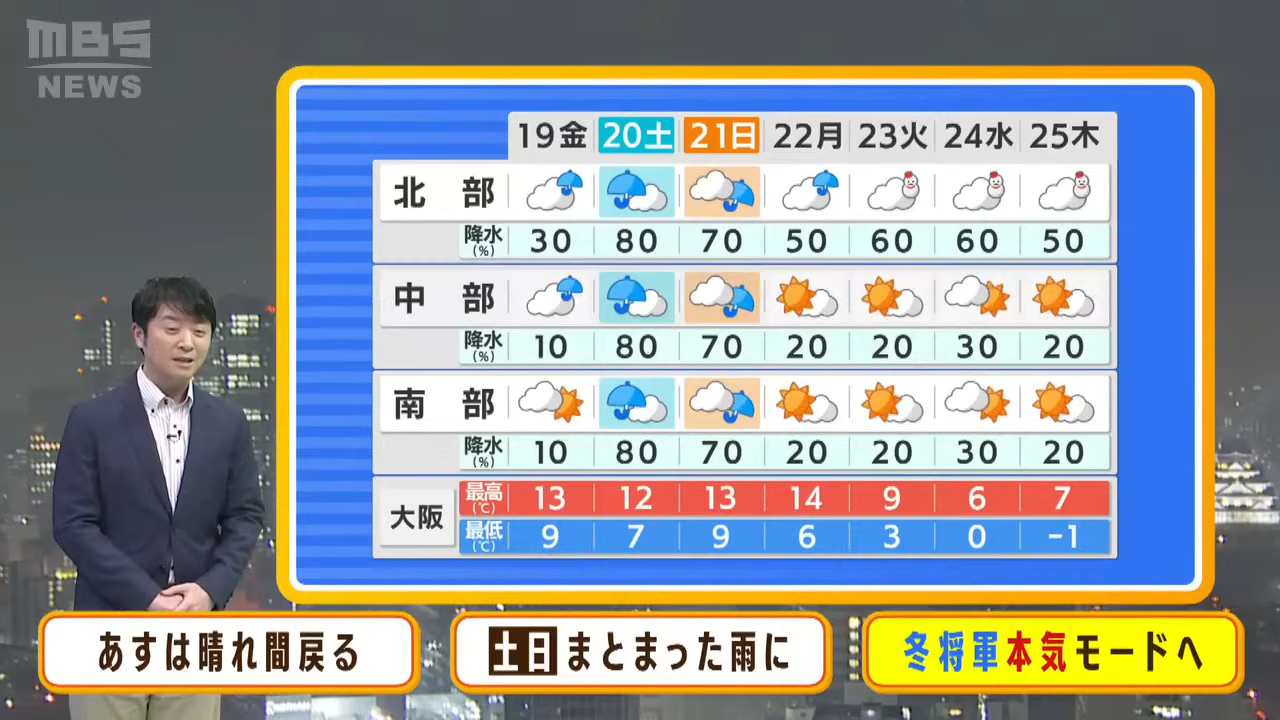 MBS
NEWS
19金 20土 21日 22月 23火 24水 25木
北部
降水(%) 30 80 70 50 60 60 50
中部
降水(%) 10 80 70 20 20 30 20
南部
降水(%) 10 80 70 20 20 30 20
大阪
最高(℃) 13 12 13 14 9 6 7
最低(℃) 9 7 9 6 3 0 -1
あすは晴れ間戻る
土日まとまった雨に
冬将軍本気モードへ